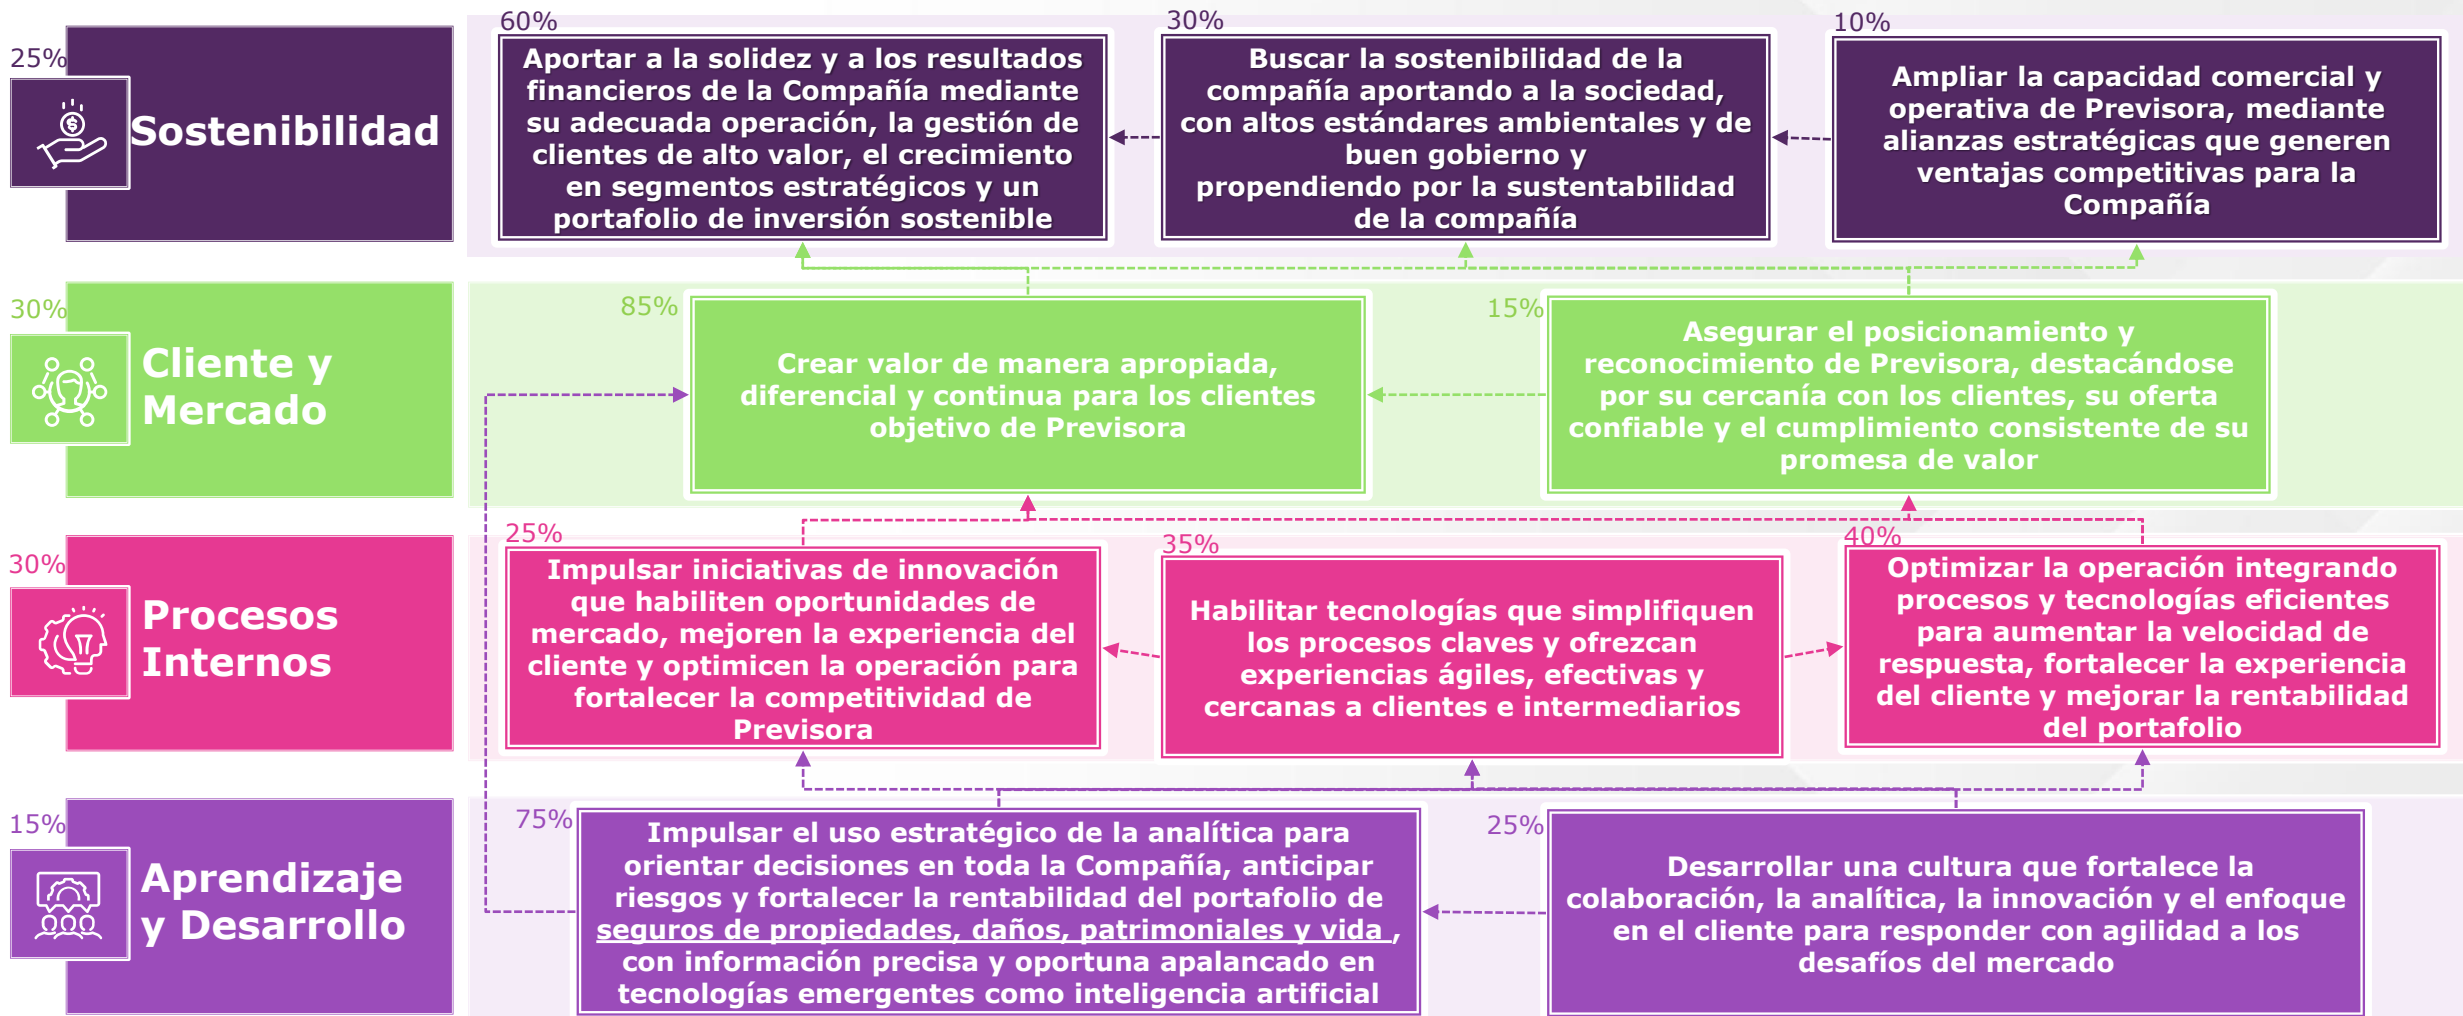 25%
Sostenibilidad
60%
Aportar a la solidez y a los resultados
financieros de la Compañía mediante
su adecuada operación, la gestión de
clientes de alto valor, el crecimiento
en segmentos estratégicos y un
portafolio de inversión sostenible
30%
Buscar la sostenibilidad de la
compañía aportando a la sociedad,
con altos estándares ambientales y de
buen gobierno y
propendiendo por la sustentabilidad
de la compañía
10%
Ampliar la capacidad comercial y
operativa de Previsora, mediante
alianzas estratégicas que generen
ventajas competitivas para la
Compañía
30%
Cliente y
Mercado
85%
Crear valor de manera apropiada,
diferencial y continua para los clientes
objetivo de Previsora
15%
Asegurar el posicionamiento y
reconocimiento de Previsora, destacándose
por su cercanía con los clientes, su oferta
confiable y el cumplimiento consistente de su
promesa de valor
30%
Procesos
Internos
25%
Impulsar iniciativas de innovación
que habiliten oportunidades de
mercado, mejoren la experiencia del
cliente y optimicen la operación para
fortalecer la competitividad de
Previsora
35%
Habilitar tecnologías que simplifiquen
los procesos claves y ofrezcan
experiencias ágiles, efectivas y
cercanas a clientes e intermediarios
40%
Optimizar la operación integrando
procesos y tecnologías eficientes
para aumentar la velocidad de
respuesta, fortalecer la experiencia
del cliente y mejorar la rentabilidad
del portafolio
15%
Aprendizaje
y Desarrollo
75%
Impulsar el uso estratégico de la analítica para
orientar decisiones en toda la Compañía, anticipar
riesgos y fortalecer la rentabilidad del portafolio de
seguros de propiedades, daños, patrimoniales y vida ,
con información precisa y oportuna apalancado en
tecnologías emergentes como inteligencia artificial
25%
Desarrollar una cultura que fortalece la
colaboración, la analítica, la innovación y el enfoque
en el cliente para responder con agilidad a los
desafíos del mercado